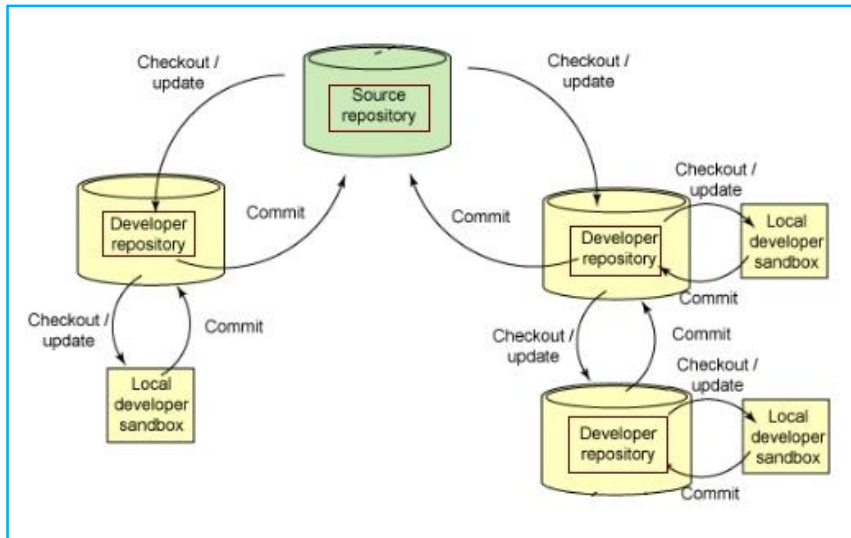 Checkout /
update
Source
repository
Checkout /
update
Developer
repository
Commit
Commit
Developer
repository
Checkout /
update
Local
developer
sandbox
Commit
Checkout /
update
Commit
Local
developer
sandbox
Checkout /
update
Commit
Developer
repository
Checkout /
update
Local
developer
sandbox
Commit